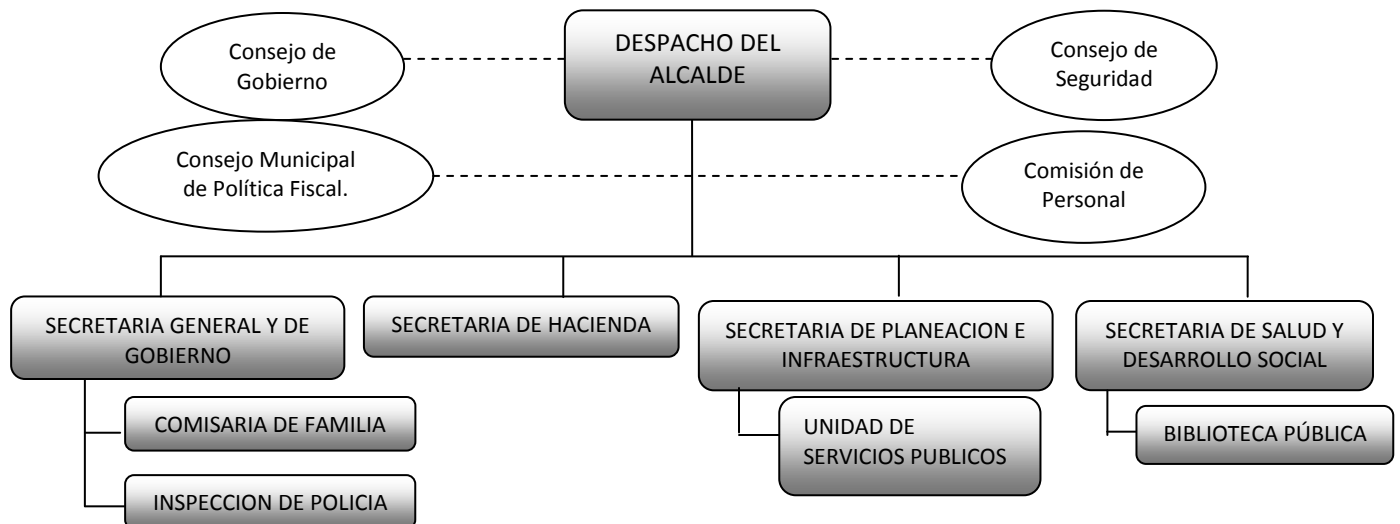 Consejo de
Gobierno
DESPACHO DEL
ALCALDE
Consejo de
Seguridad
Consejo Municipal
de Política Fiscal.
Comisión de
Personal
SECRETARIA GENERAL Y DE
GOBIERNO
SECRETARIA DE HACIENDA
SECRETARIA DE PLANEACION E
INFRAESTRUCTURA
SECRETARIA DE SALUD Y
DESARROLLO SOCIAL
COMISARIA DE FAMILIA
INSPECCION DE POLICIA
UNIDAD DE
SERVICIOS PUBLICOS
BIBLIOTECA PÚBLICA